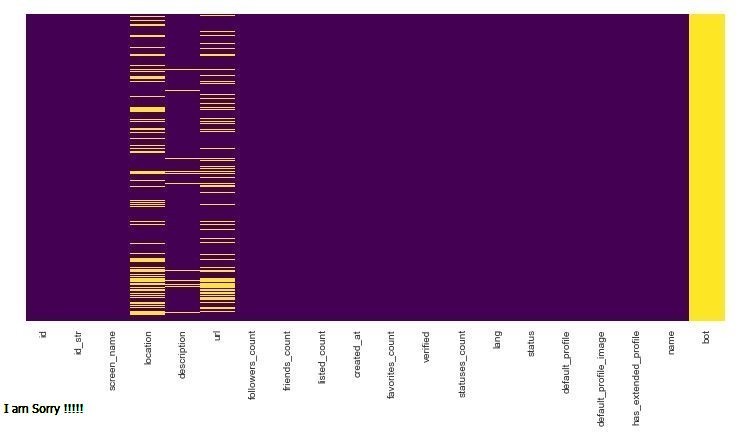 id
id_str
screen_name
location
description
url
followers_count
friends_count
listed_count
created_at
favorites_count
verified
statuses_count
lang
status
default_profile
default_profile_image
has_extended_profile
name
bot
I am Sorry !!!!!